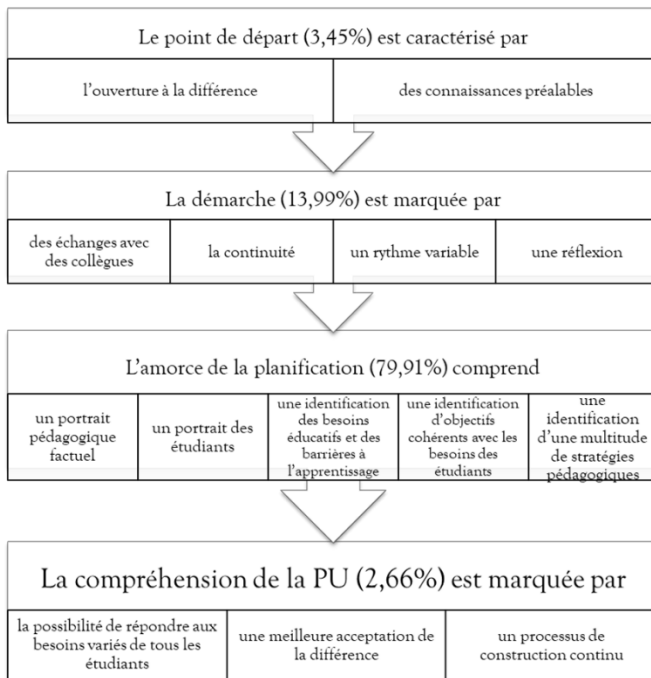 Le point de départ (3,45%) est caractérisé par
l'ouverture à la différence
des connaissances préalables
La démarche (13,99%) est marquée par
des échanges avec
des collègues
la continuité
un rythme variable
une réflexion
L'amorce de la planification (79,91%) comprend
un portrait
pédagogique
factuel
un portrait des
étudiants
une identification
des besoins
éducatifs et des
barrières à
l'apprentissage
une identification
d'objectifs
cohérents avec les
besoins des
étudiants
une
identification
d'une multitude
de stratégies
pédagogiques
La compréhension de la PU (2,66%) est marquée par
la possibilité de répondre aux
besoins variés de tous les
étudiants
une meilleure acceptation de
la différence
un processus de
construction continu